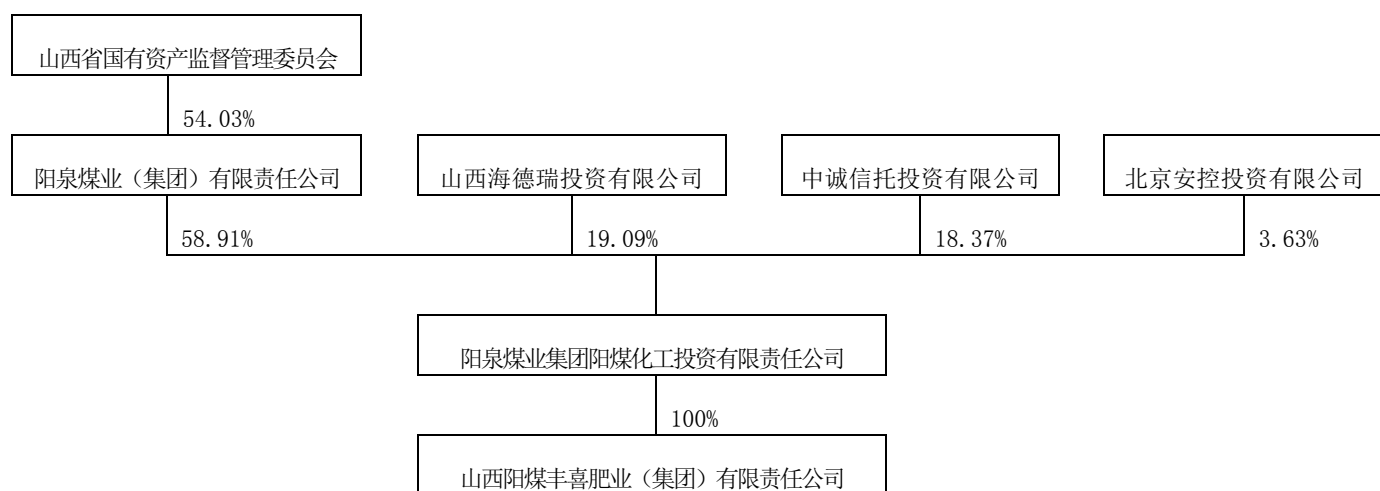 山西省国有资产监督管理委员会
54.03%
阳泉煤业（集团）有限责任公司
山西海德瑞投资有限公司
中诚信托投资有限公司
北京安控投资有限公司
58.91%
19.09%
18.37%
3.63%
阳泉煤业集团阳煤化工投资有限责任公司
100%
山西阳煤丰喜肥业（集团）有限责任公司